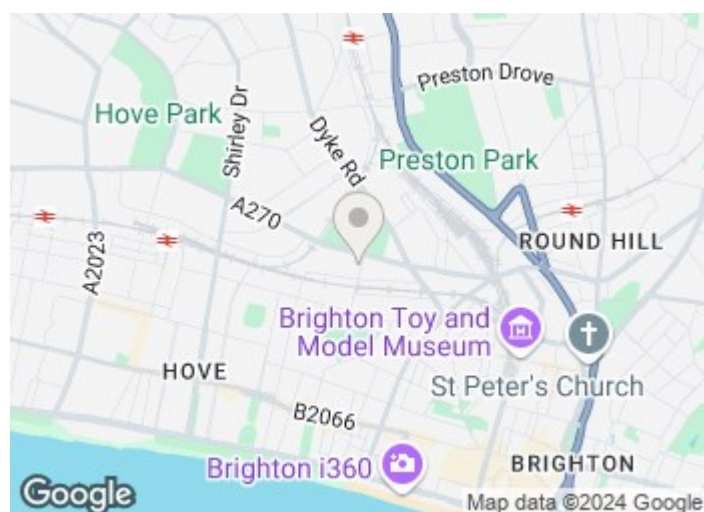 Preston Drove
Hove Park
Shirley Dr
Dyke Rd
Preston Park
A270
A2023
ROUND HILL
Brighton Toy and
Model Museum
HOVE
St Peter's Church
B2066
Brighton i360
BRIGHTON
Google
Map data ©2024 Google